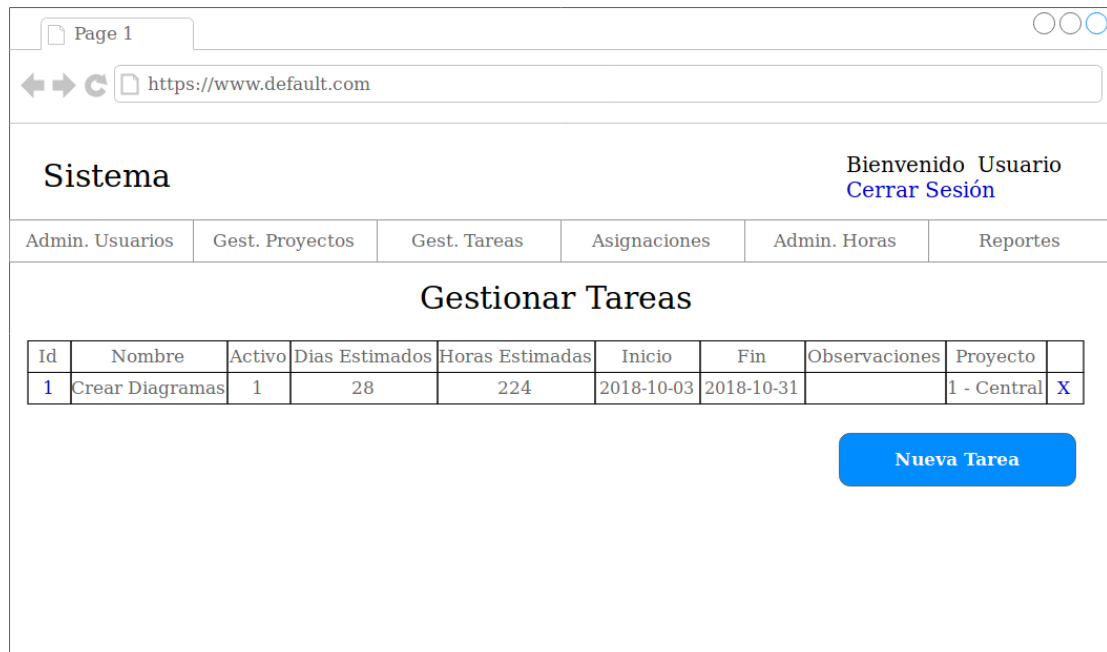 Page 1
https://www.default.com
Sistema
Bienvenido Usuario
Cerrar Sesión
Admin. Usuarios Gest. Proyectos Gest. Tareas Asignaciones Admin. Horas Reportes
Gestionar Tareas
Id Nombre Activo Dias Estimados Horas Estimadas Inicio Fin Observaciones Proyecto
1 Crear Diagramas 1 28 224 2018-10-03 2018-10-31 1 - Central X
Nueva Tarea